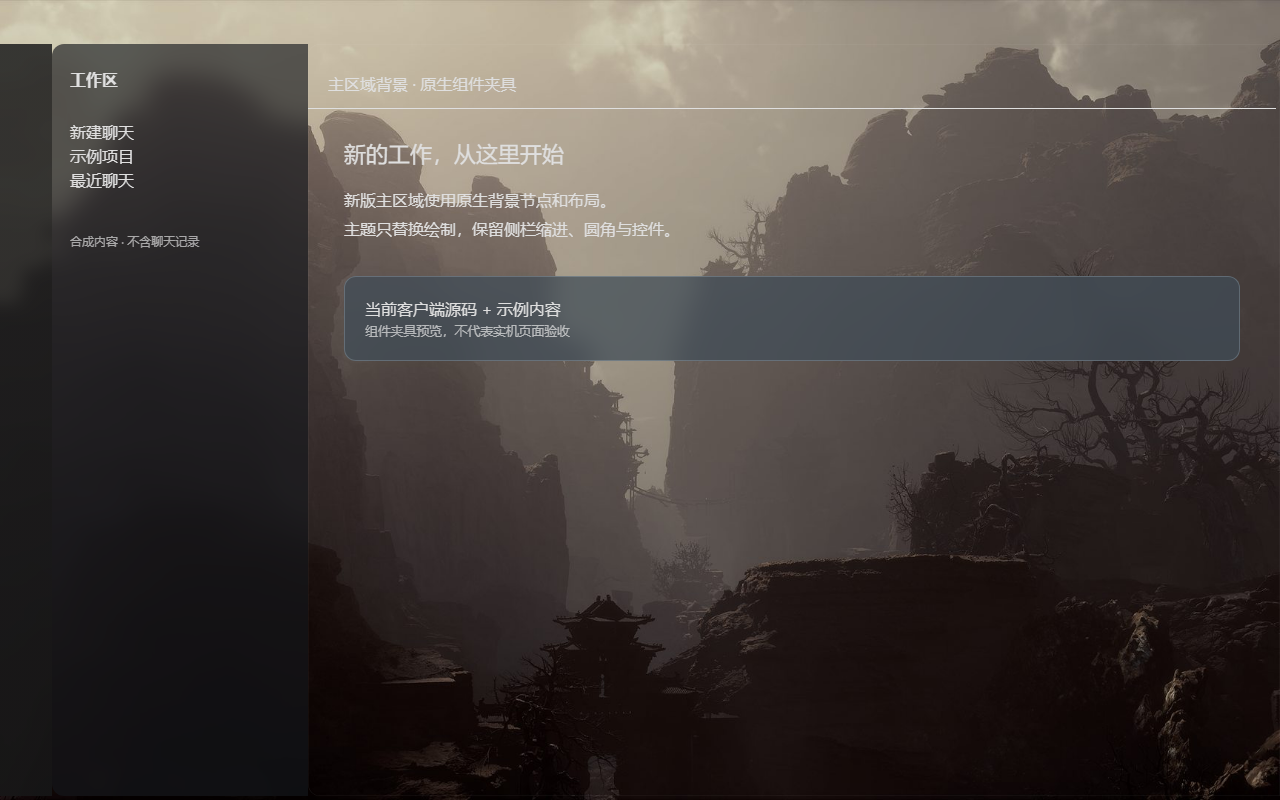 工作区
新建聊天
示例项目
最近聊天
合成内容 · 不含聊天记录
主区域背景 · 原生组件夹具
新的工作，从这里开始
新版主区域使用原生背景节点和布局。
主题只替换绘制，保留侧栏缩进、圆角与控件。
当前客户端源码 + 示例内容
组件夹具预览，不代表实机页面验收